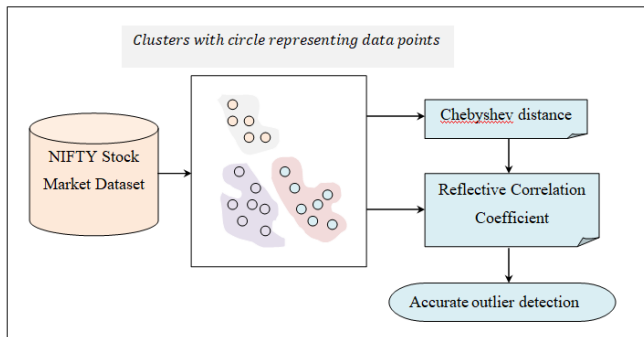 Clusters with circle representing data points
NIFTY Stock
Market Dataset
Chebyshev distance
Reflective Correlation
Coefficient
Accurate outlier detection